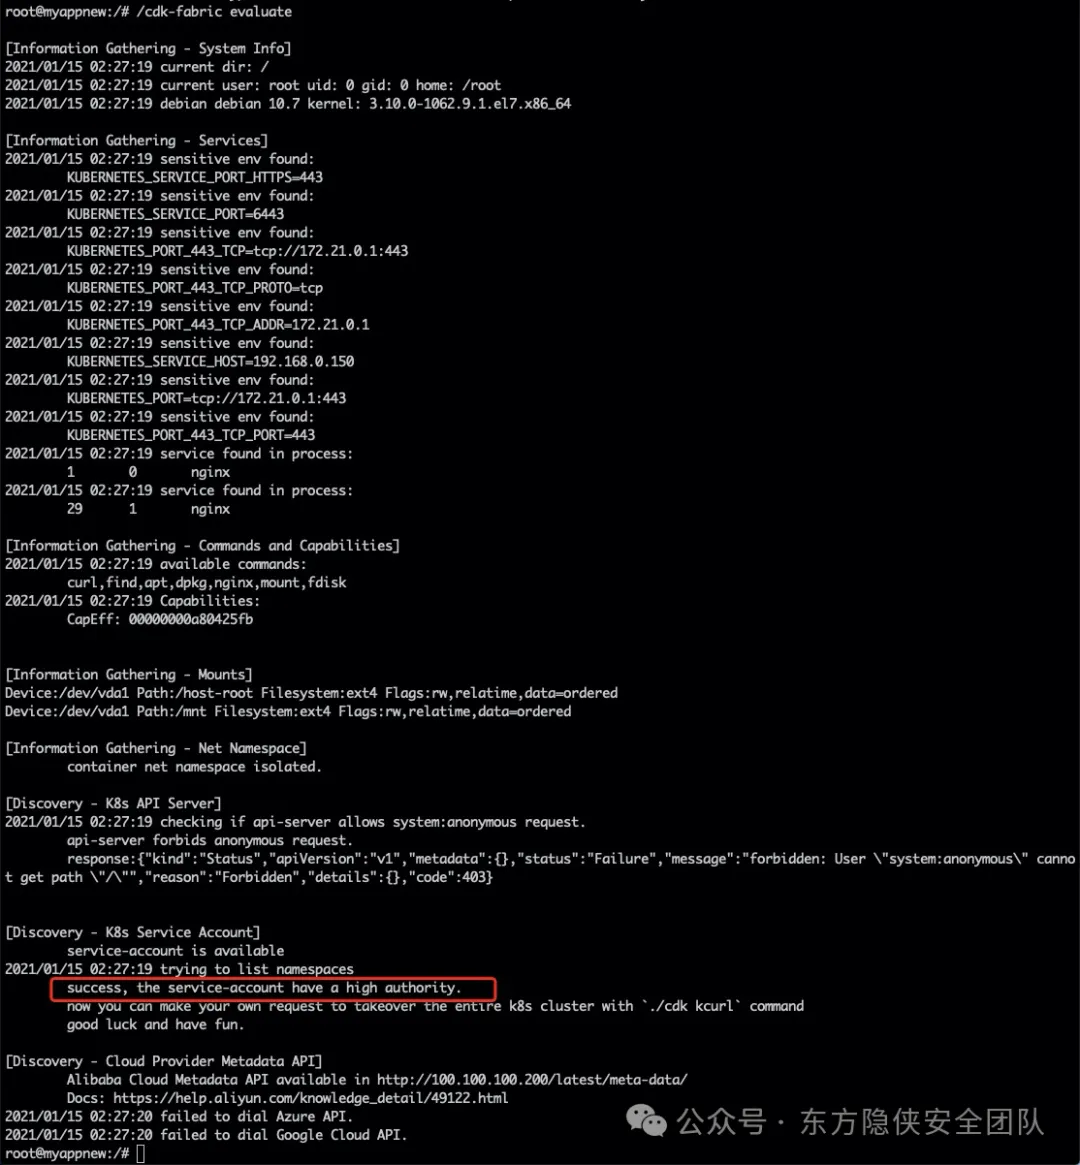 root@myappnew:/# /cdk-fabric evaluate
[Information Gathering - System Info]
2021/01/15 02:27:19 current dir: /
2021/01/15 02:27:19 current user: root uid: 0 gid: 0 home: /root
2021/01/15 02:27:19 debian debian 10.7 kernel: 3.10.0-1062.9.1.el7.x86_64
[Information Gathering - Services]
2021/01/15 02:27:19 sensitive env found:
KUBERNETES_SERVICE_PORT_HTTPS=443
2021/01/15 02:27:19 sensitive env found:
KUBERNETES_SERVICE_PORT=6443
2021/01/15 02:27:19 sensitive env found:
KUBERNETES_PORT_443_TCP=tcp://172.21.0.1:443
2021/01/15 02:27:19 sensitive env found:
KUBERNETES_PORT_443_TCP_PROTO=tcp
2021/01/15 02:27:19 sensitive env found:
KUBERNETES_PORT_443_TCP_ADDR=172.21.0.1
2021/01/15 02:27:19 sensitive env found:
KUBERNETES_SERVICE_HOST=192.168.0.150
2021/01/15 02:27:19 sensitive env found:
KUBERNETES_PORT=tcp://172.21.0.1:443
2021/01/15 02:27:19 sensitive env found:
KUBERNETES_PORT_443_TCP_PORT=443
2021/01/15 02:27:19 service found in process:
1 0 nginx
2021/01/15 02:27:19 service found in process:
29 1 nginx
[Information Gathering - Commands and Capabilities]
2021/01/15 02:27:19 available commands:
curl,find,apt,dpkg,nginx,mount,fdisk
2021/01/15 02:27:19 Capabilities:
CapEff: 00000000a80425fb
[Information Gathering - Mounts]
Device:/dev/vda1 Path:/host-root Filesystem:ext4 Flags:rw,relatime,data=ordered
Device:/dev/vda1 Path:/mnt Filesystem:ext4 Flags:rw,relatime,data=ordered
[Information Gathering - Net Namespace]
container net namespace isolated.
[Discovery - K8s API Server]
2021/01/15 02:27:19 checking if api-server allows system:anonymous request.
api-server forbids anonymous request.
response:{"kind":"Status","apiVersion":"v1","metadata":{},"status":"Failure","message":"forbidden: User \"system:anonymous\" canno
t get path \"/\"","reason":"Forbidden","details":{},"code":403}
[Discovery - K8s Service Account]
service-account is available
2021/01/15 02:27:19 trying to list namespaces
success, the service-account have a high authority.
now you can make your own request to takeover the entire k8s cluster with `./cdk kcurl` command
good luck and have fun.
[Discovery - Cloud Provider Metadata API]
Alibaba Cloud Metadata API available in http://100.100.100.200/latest/meta-data/
Docs: https://help.aliyun.com/knowledge_detail/49122.html
2021/01/15 02:27:20 failed to dial Azure API.
2021/01/15 02:27:20 failed to dial Google Cloud API.
root@myappnew:/#
公众号 · 东方隐侠安全团队